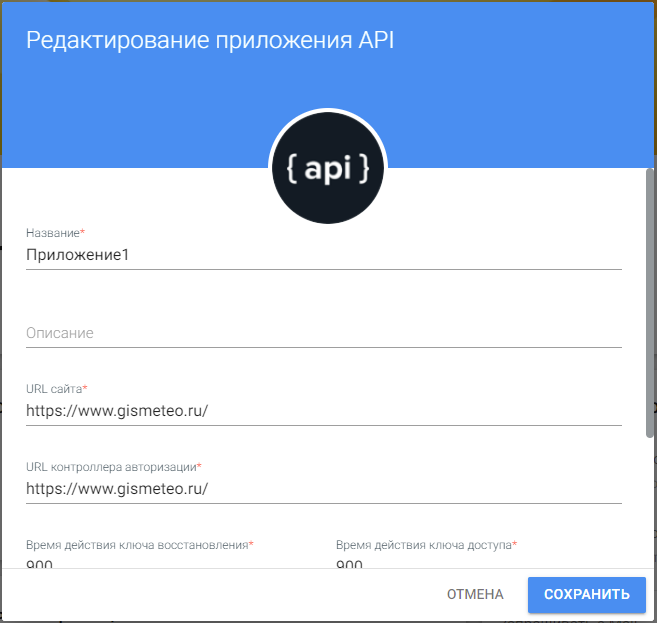 Редактирование приложения API
{ api }
Название*
Приложение1
Описание
URL сайта*
https://www.gismeteo.ru/
URL контроллера авторизации*
https://www.gismeteo.ru/
Время действия ключа восстановления* Время действия ключа доступа*
900 900
ОТМЕНА СОХРАНИТЬ